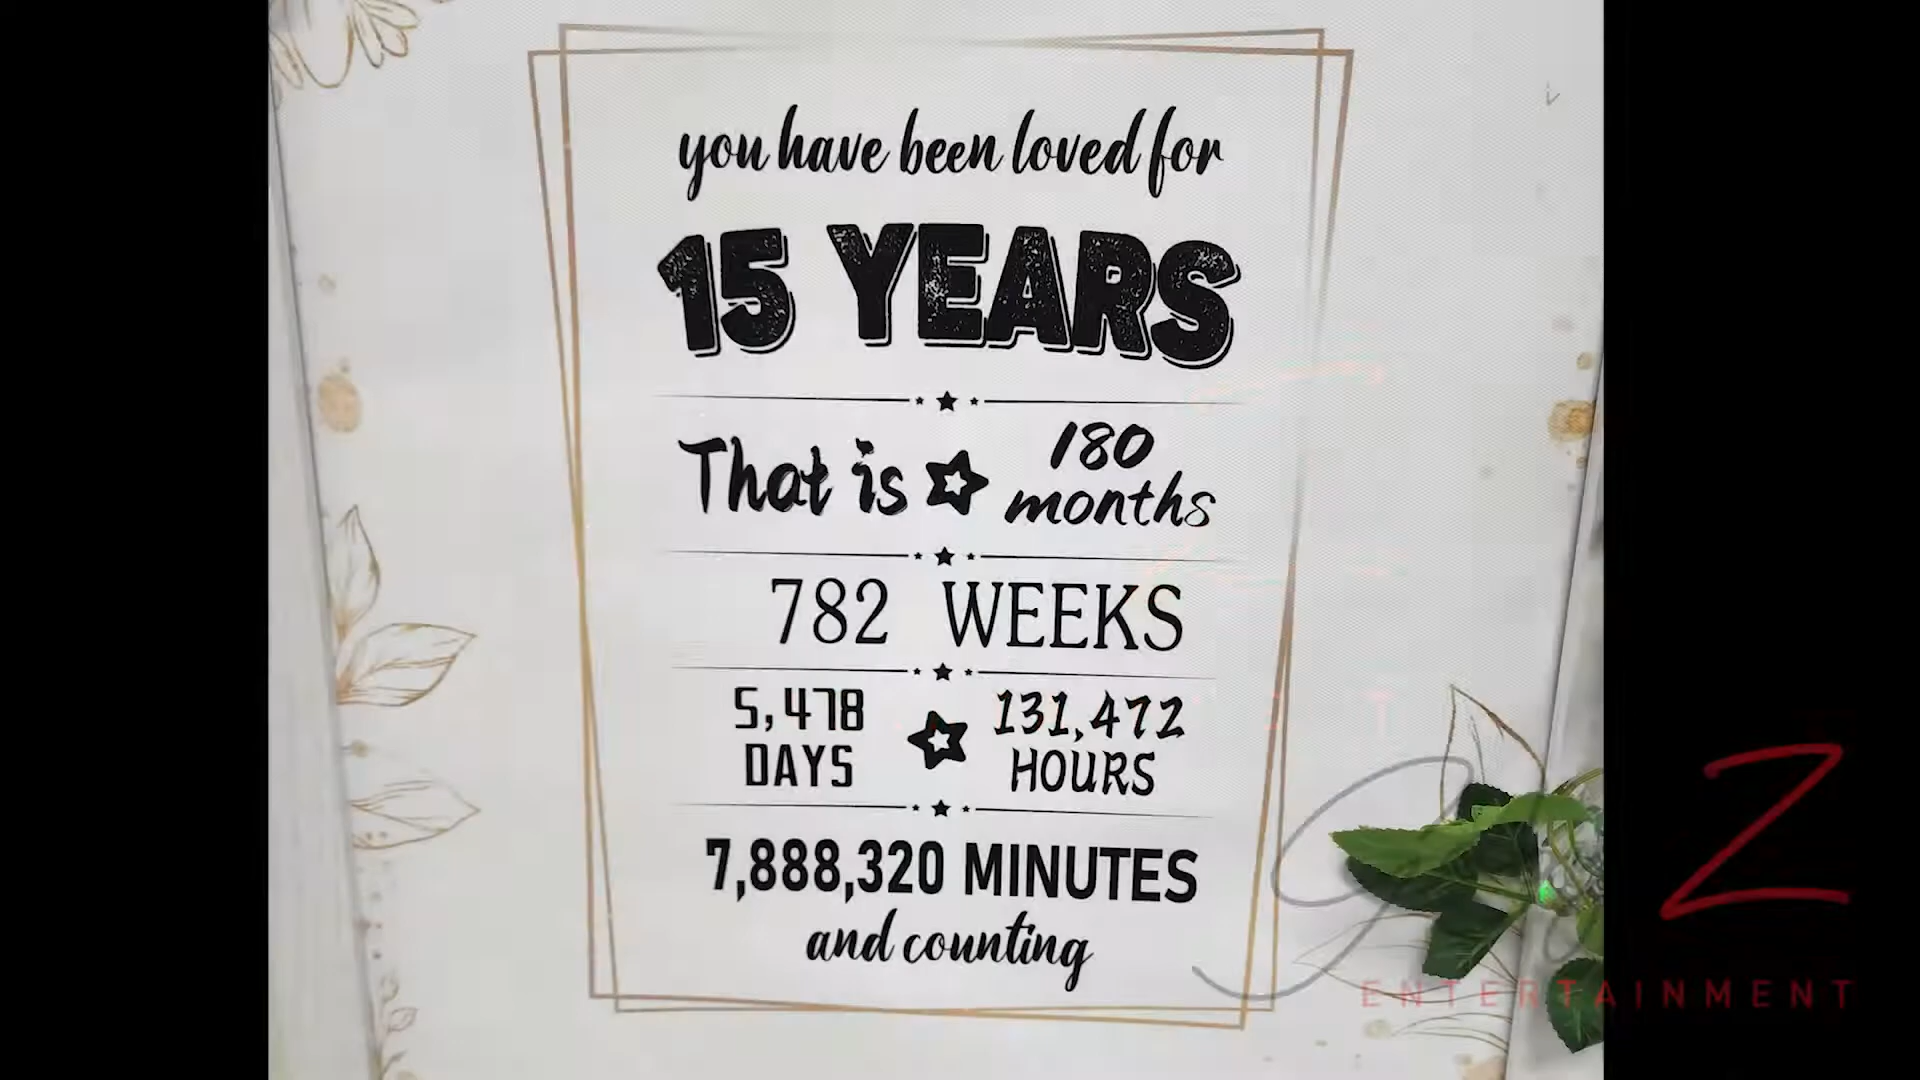 you have been loved for
15 YEARS
That is 180 months
782 WEEKS
5,478 DAYS
131,472 HOURS
7,888,320 MINUTES
and counting
Z
ENTERTAINMENT